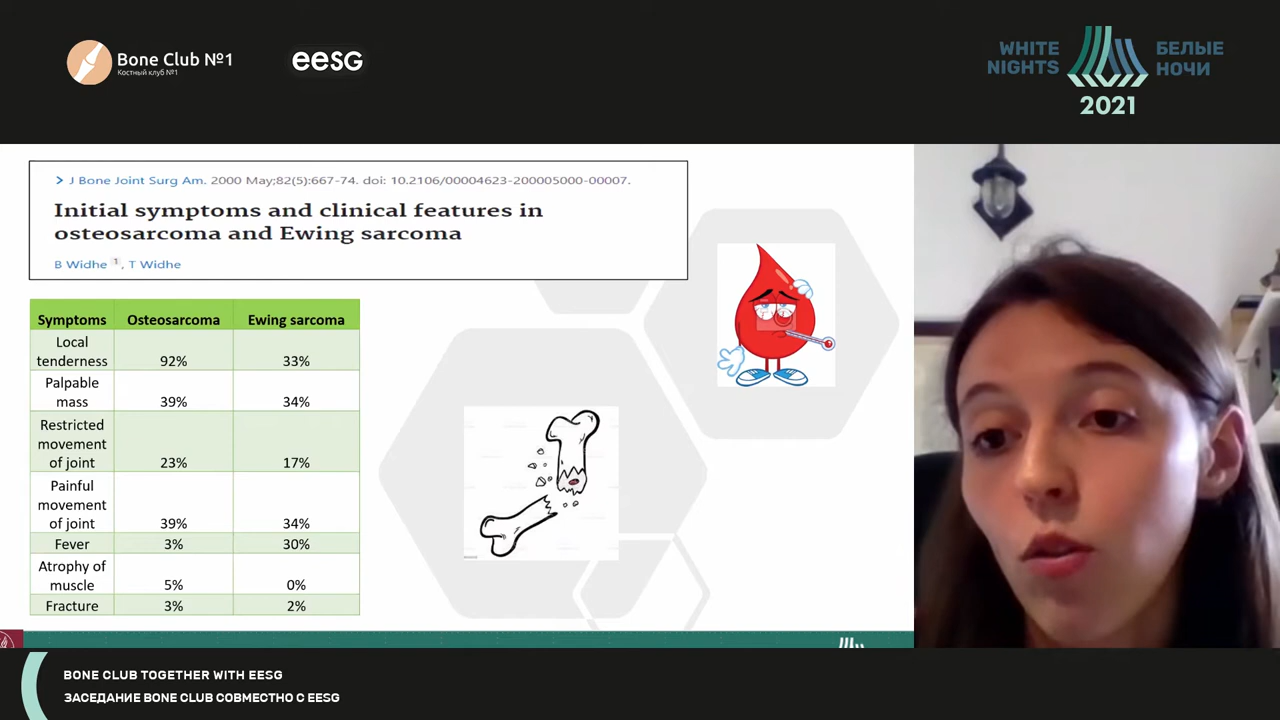 Bone Club №1
Костный клуб №1
eesg
WHITE NIGHTS
БЕЛЫЕ НОЧИ
2021
> J Bone Joint Surg Am. 2000 May;82(5):667-74. doi: 10.2106/00004623-200005000-00007.
Initial symptoms and clinical features in
osteosarcoma and Ewing sarcoma
B Widhe 1, T Widhe
Symptoms Osteosarcoma Ewing sarcoma
Local
tenderness 92% 33%
Palpable
mass 39% 34%
Restricted
movement
of joint 23% 17%
Painful
movement
of joint 39% 34%
Fever 3% 30%
Atrophy of
muscle 5% 0%
Fracture 3% 2%
BONE CLUB TOGETHER WITH EESG
ЗАСЕДАНИЕ BONE CLUB СОВМЕСТНО С EESG